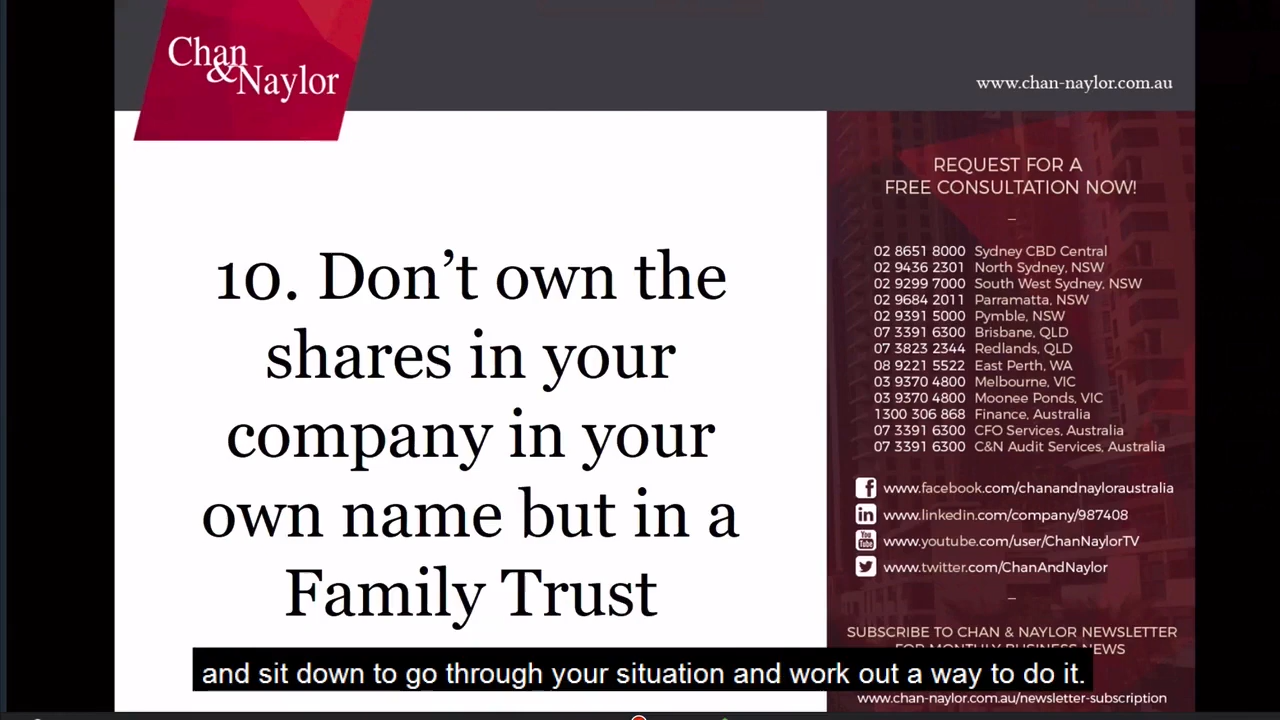 Chan
&Naylor
www.chan-naylor.com.au
10. Don’t own the
shares in your
company in your
own name but in a
Family Trust
REQUEST FOR A
FREE CONSULTATION NOW!
02 8651 8000 Sydney CBD Central
02 9436 2301 North Sydney, NSW
02 9299 7000 South West Sydney, NSW
02 9684 2011 Parramatta, NSW
02 9391 5000 Pymble, NSW
07 3391 6300 Brisbane, QLD
07 3823 2344 Redlands, QLD
08 9221 5522 East Perth, WA
03 9370 4800 Melbourne, VIC
03 9370 4800 Moonee Ponds, VIC
1300 306 868 Finance, Australia
07 3391 6300 CFO Services, Australia
07 3391 6300 C&N Audit Services, Australia
www.facebook.com/chanandnayloraustralia
www.linkedin.com/company/987408
www.youtube.com/user/ChanNaylorTV
www.twitter.com/ChanAndNaylor
SUBSCRIBE TO CHAN & NAYLOR NEWSLETTER
FOR MONTHLY BUSINESS NEWS
and sit down to go through your situation and work out a way to do it.
www.chan-naylor.com.au/newsletter-subscription